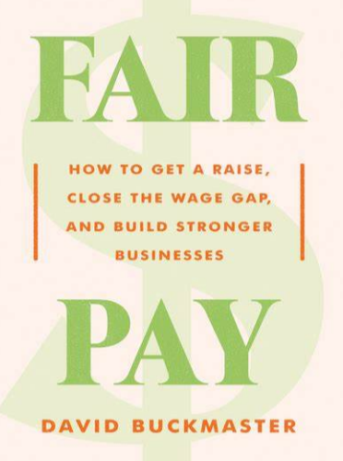 FAIR
HOW TO GET A RAISE,
CLOSE THE WAGE GAP,
AND BUILD STRONGER
BUSINESSES
PAY
DAVID BUCKMASTER